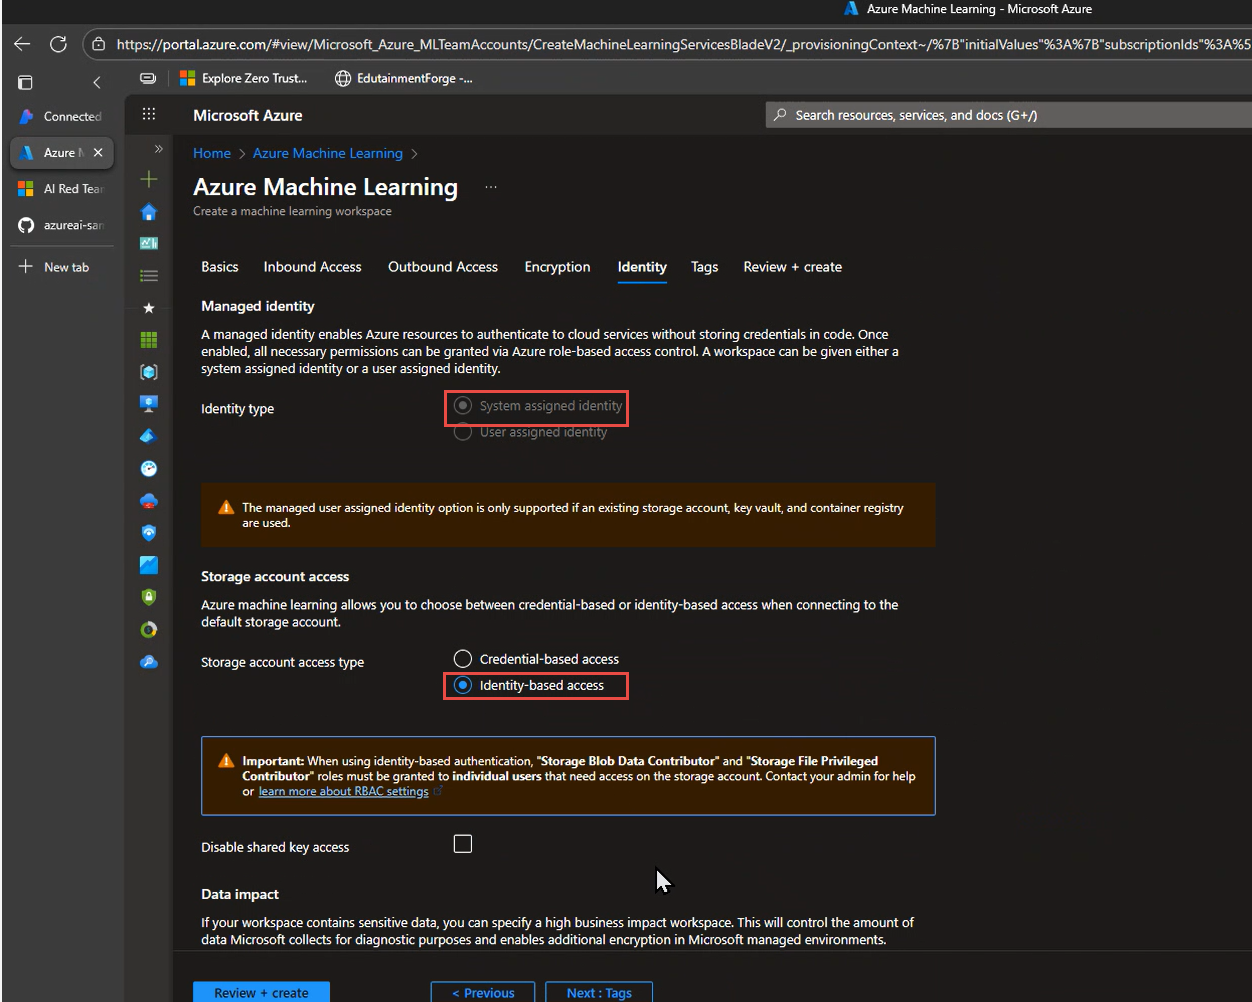 Azure Machine Learning - Microsoft Azure
https://portal.azure.com/#view/Microsoft_Azure_MLTeamAccounts/CreateMachineLearningServicesBladeV2/_provisioningContext~/%7B"initialValues"%3A%7B"subscriptionIds"%3A%5
Explore Zero Trust...
EdutainmentForge -...
Connected
Azure M
AI Red Tea
azureai-sam
New tab
Microsoft Azure
Search resources, services, and docs (G+/)
Home > Azure Machine Learning >
Azure Machine Learning ...
Create a machine learning workspace
Basics Inbound Access Outbound Access Encryption Identity Tags Review + create
Managed identity
A managed identity enables Azure resources to authenticate to cloud services without storing credentials in code. Once
enabled, all necessary permissions can be granted via Azure role-based access control. A workspace can be given either a
system assigned identity or a user assigned identity.
Identity type
System assigned identity
User assigned identity
The managed user assigned identity option is only supported if an existing storage account, key vault, and container registry
are used.
Storage account access
Azure machine learning allows you to choose between credential-based or identity-based access when connecting to the
default storage account.
Storage account access type
Credential-based access
Identity-based access
Important: When using identity-based authentication, "Storage Blob Data Contributor" and "Storage File Privileged
Contributor" roles must be granted to individual users that need access on the storage account. Contact your admin for help
or learn more about RBAC settings
Disable shared key access
Data impact
If your workspace contains sensitive data, you can specify a high business impact workspace. This will control the amount of
data Microsoft collects for diagnostic purposes and enables additional encryption in Microsoft managed environments.
Review + create
< Previous
Next : Tags